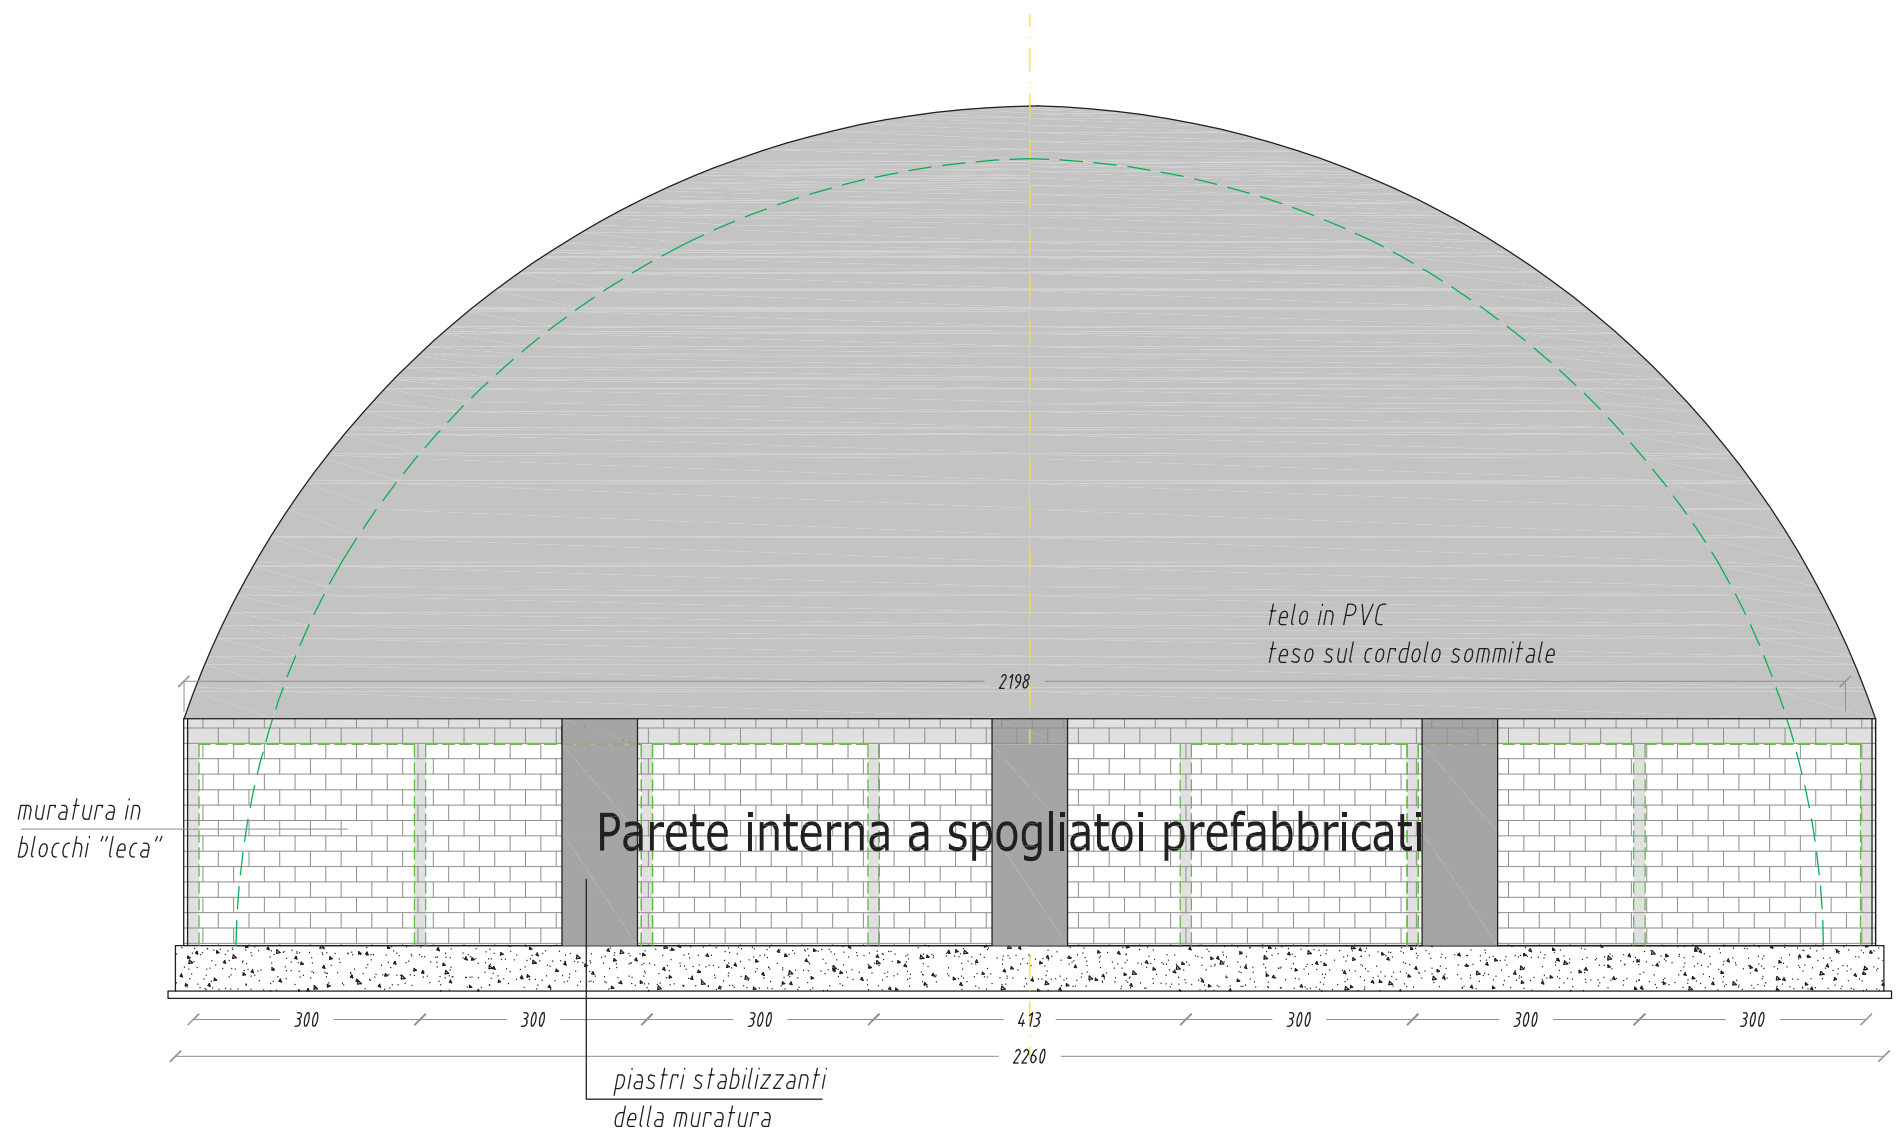 telo in PVC
teso sul cordolo sommitale
2198
muratura in
blocchi "leca"
Parete interna a spogliatoi prefabbricati
300 300 300 413 300 300 300
2260
piastri stabilizzanti
della muratura